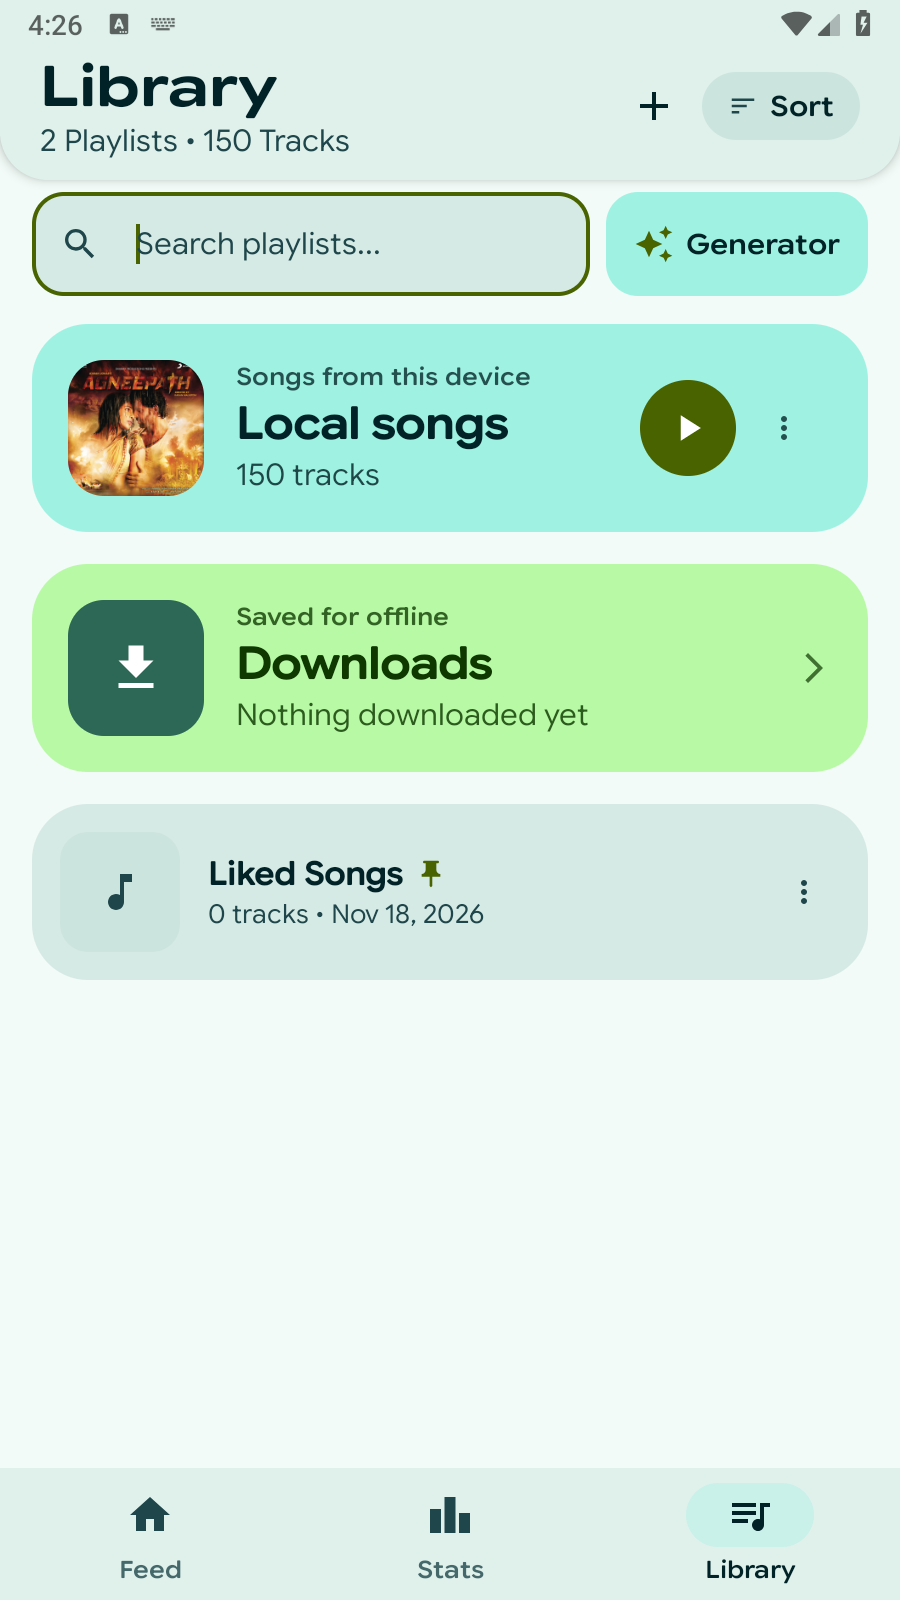 4:26
Library
2 Playlists • 150 Tracks
Sort
Search playlists...
Generator
AGNEEPATH
Songs from this device
Local songs
150 tracks
Saved for offline
Downloads
Nothing downloaded yet
Liked Songs
0 tracks • Nov 18, 2026
Feed
Stats
Library